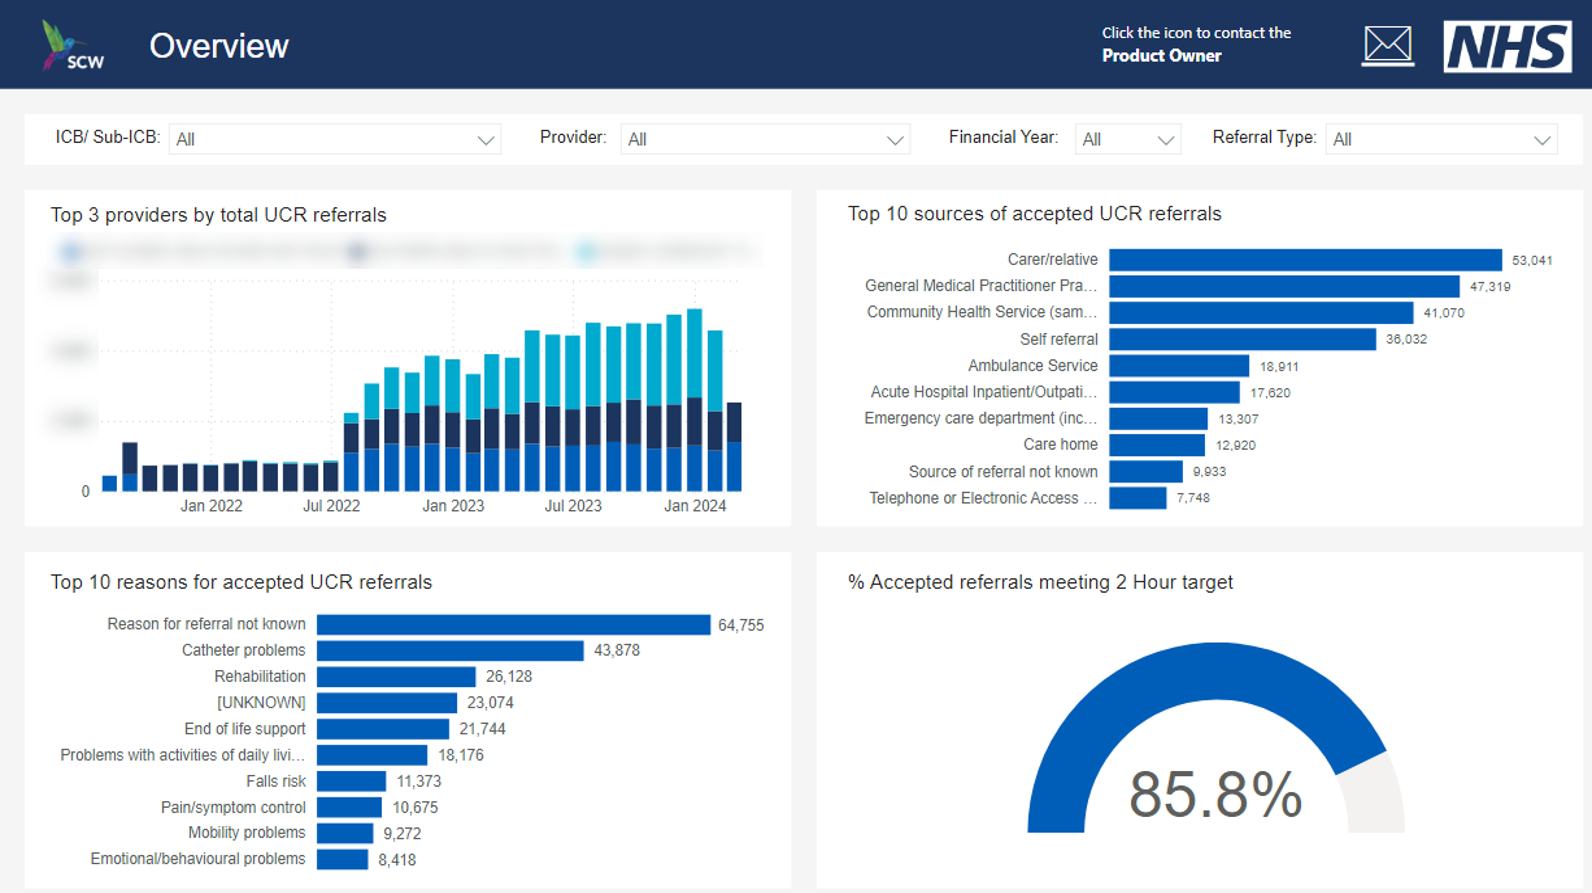 SCW
Overview
Click the icon to contact the
Product Owner
NHS
ICB/ Sub-ICB: All
Provider: All
Financial Year: All
Referral Type: All
Top 3 providers by total UCR referrals
0
Jan 2022 Jul 2022 Jan 2023 Jul 2023 Jan 2024
Top 10 sources of accepted UCR referrals
Carer/relative 53,041
General Medical Practitioner Pra... 47,319
Community Health Service (sam... 41,070
Self referral 36,032
Ambulance Service 18,911
Acute Hospital Inpatient/Outpati... 17,620
Emergency care department (inc... 13,307
Care home 12,920
Source of referral not known 9,933
Telephone or Electronic Access ... 7,748
Top 10 reasons for accepted UCR referrals
Reason for referral not known 64,755
Catheter problems 43,878
Rehabilitation 26,128
[UNKNOWN] 23,074
End of life support 21,744
Problems with activities of daily livi... 18,176
Falls risk 11,373
Pain/symptom control 10,675
Mobility problems 9,272
Emotional/behavioural problems 8,418
% Accepted referrals meeting 2 Hour target
85.8%